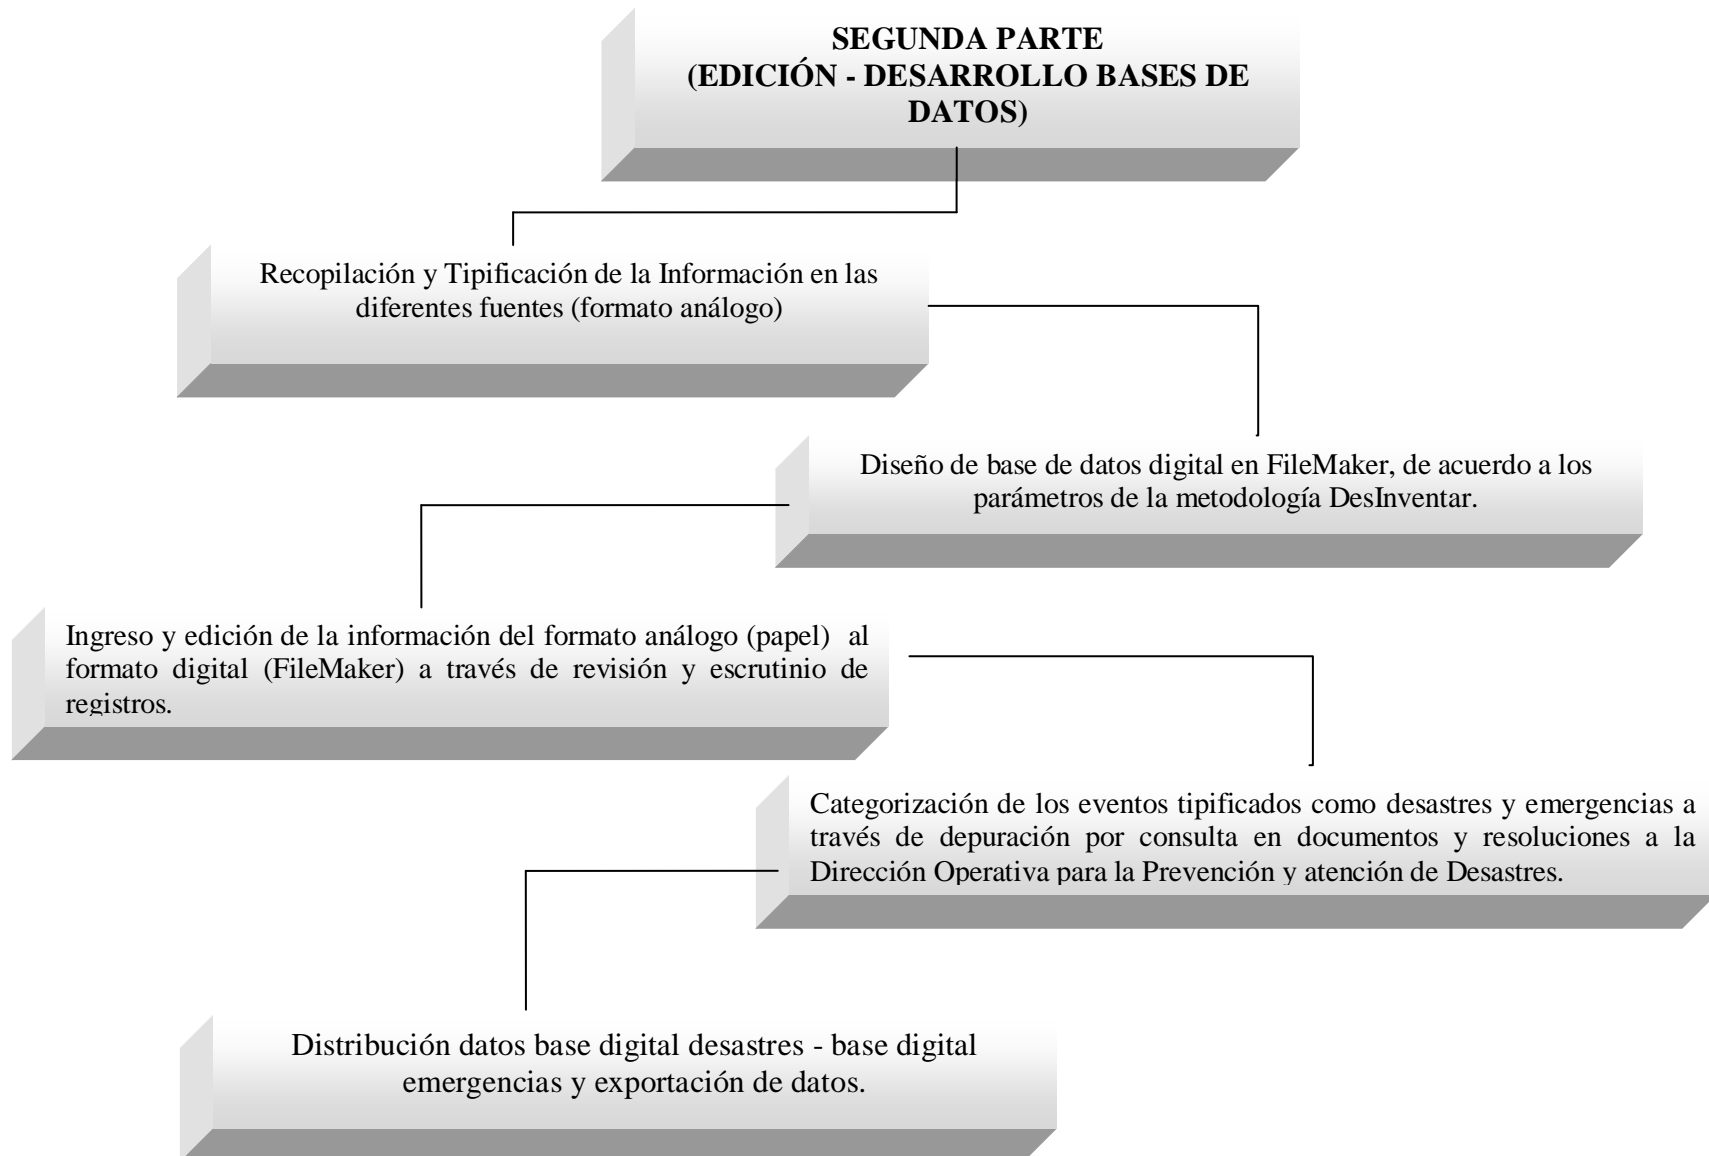 SEGUNDA PARTE
(EDICIÓN - DESARROLLO BASES DE
DATOS)
Recopilación y Tipificación de la Información en las
diferentes fuentes (formato análogo)
Diseño de base de datos digital en FileMaker, de acuerdo a los
parámetros de la metodología DesInventar.
Ingreso y edición de la información del formato análogo (papel) al
formato digital (FileMaker) a través de revisión y escrutinio de
registros.
Categorización de los eventos tipificados como desastres y emergencias a
través de depuración por consulta en documentos y resoluciones a la
Dirección Operativa para la Prevención y atención de Desastres.
Distribución datos base digital desastres - base digital
emergencias y exportación de datos.